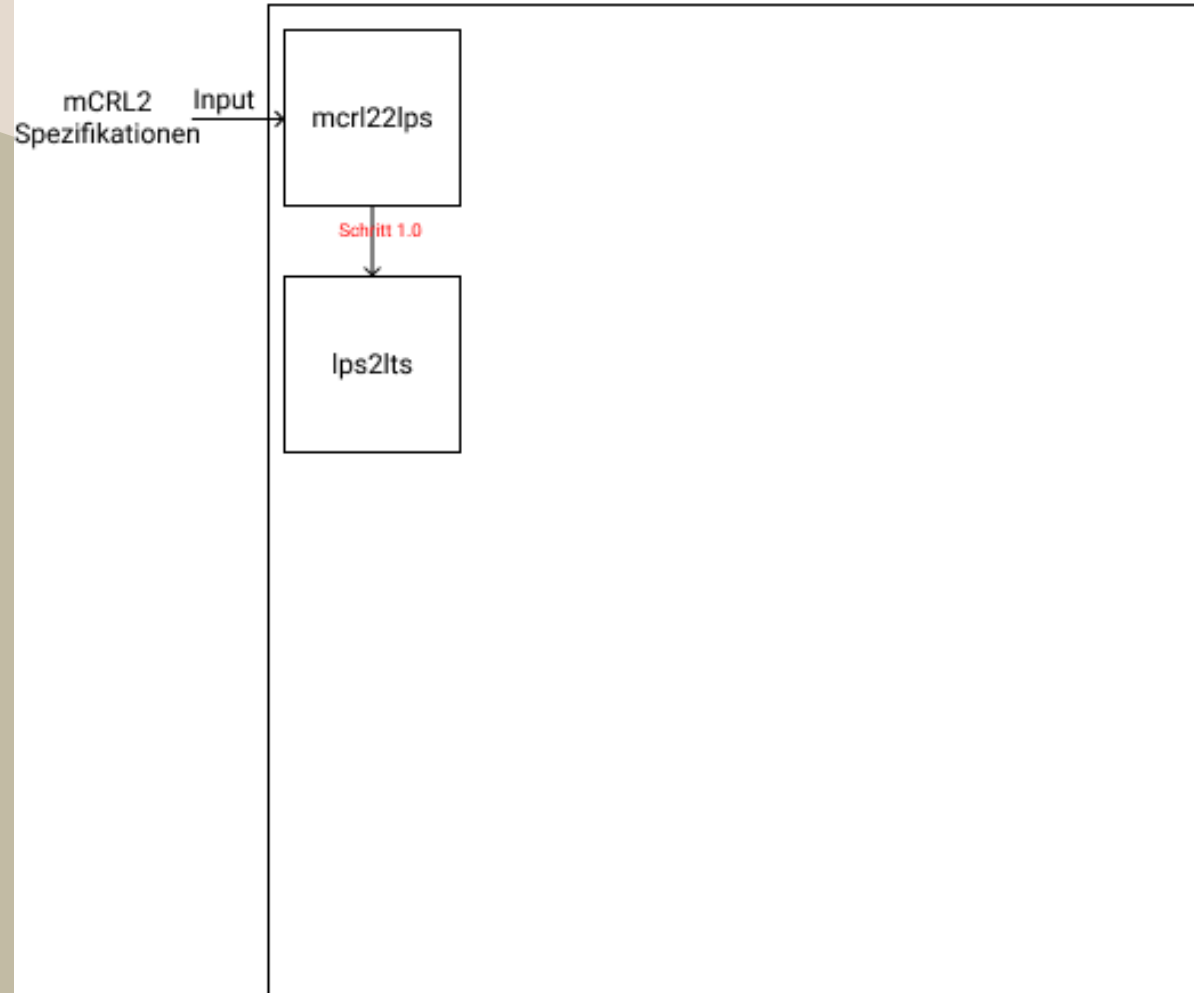 mCRL2
Spezifikationen
Input
mcrl22lps
Schritt 1.0
lps2lts